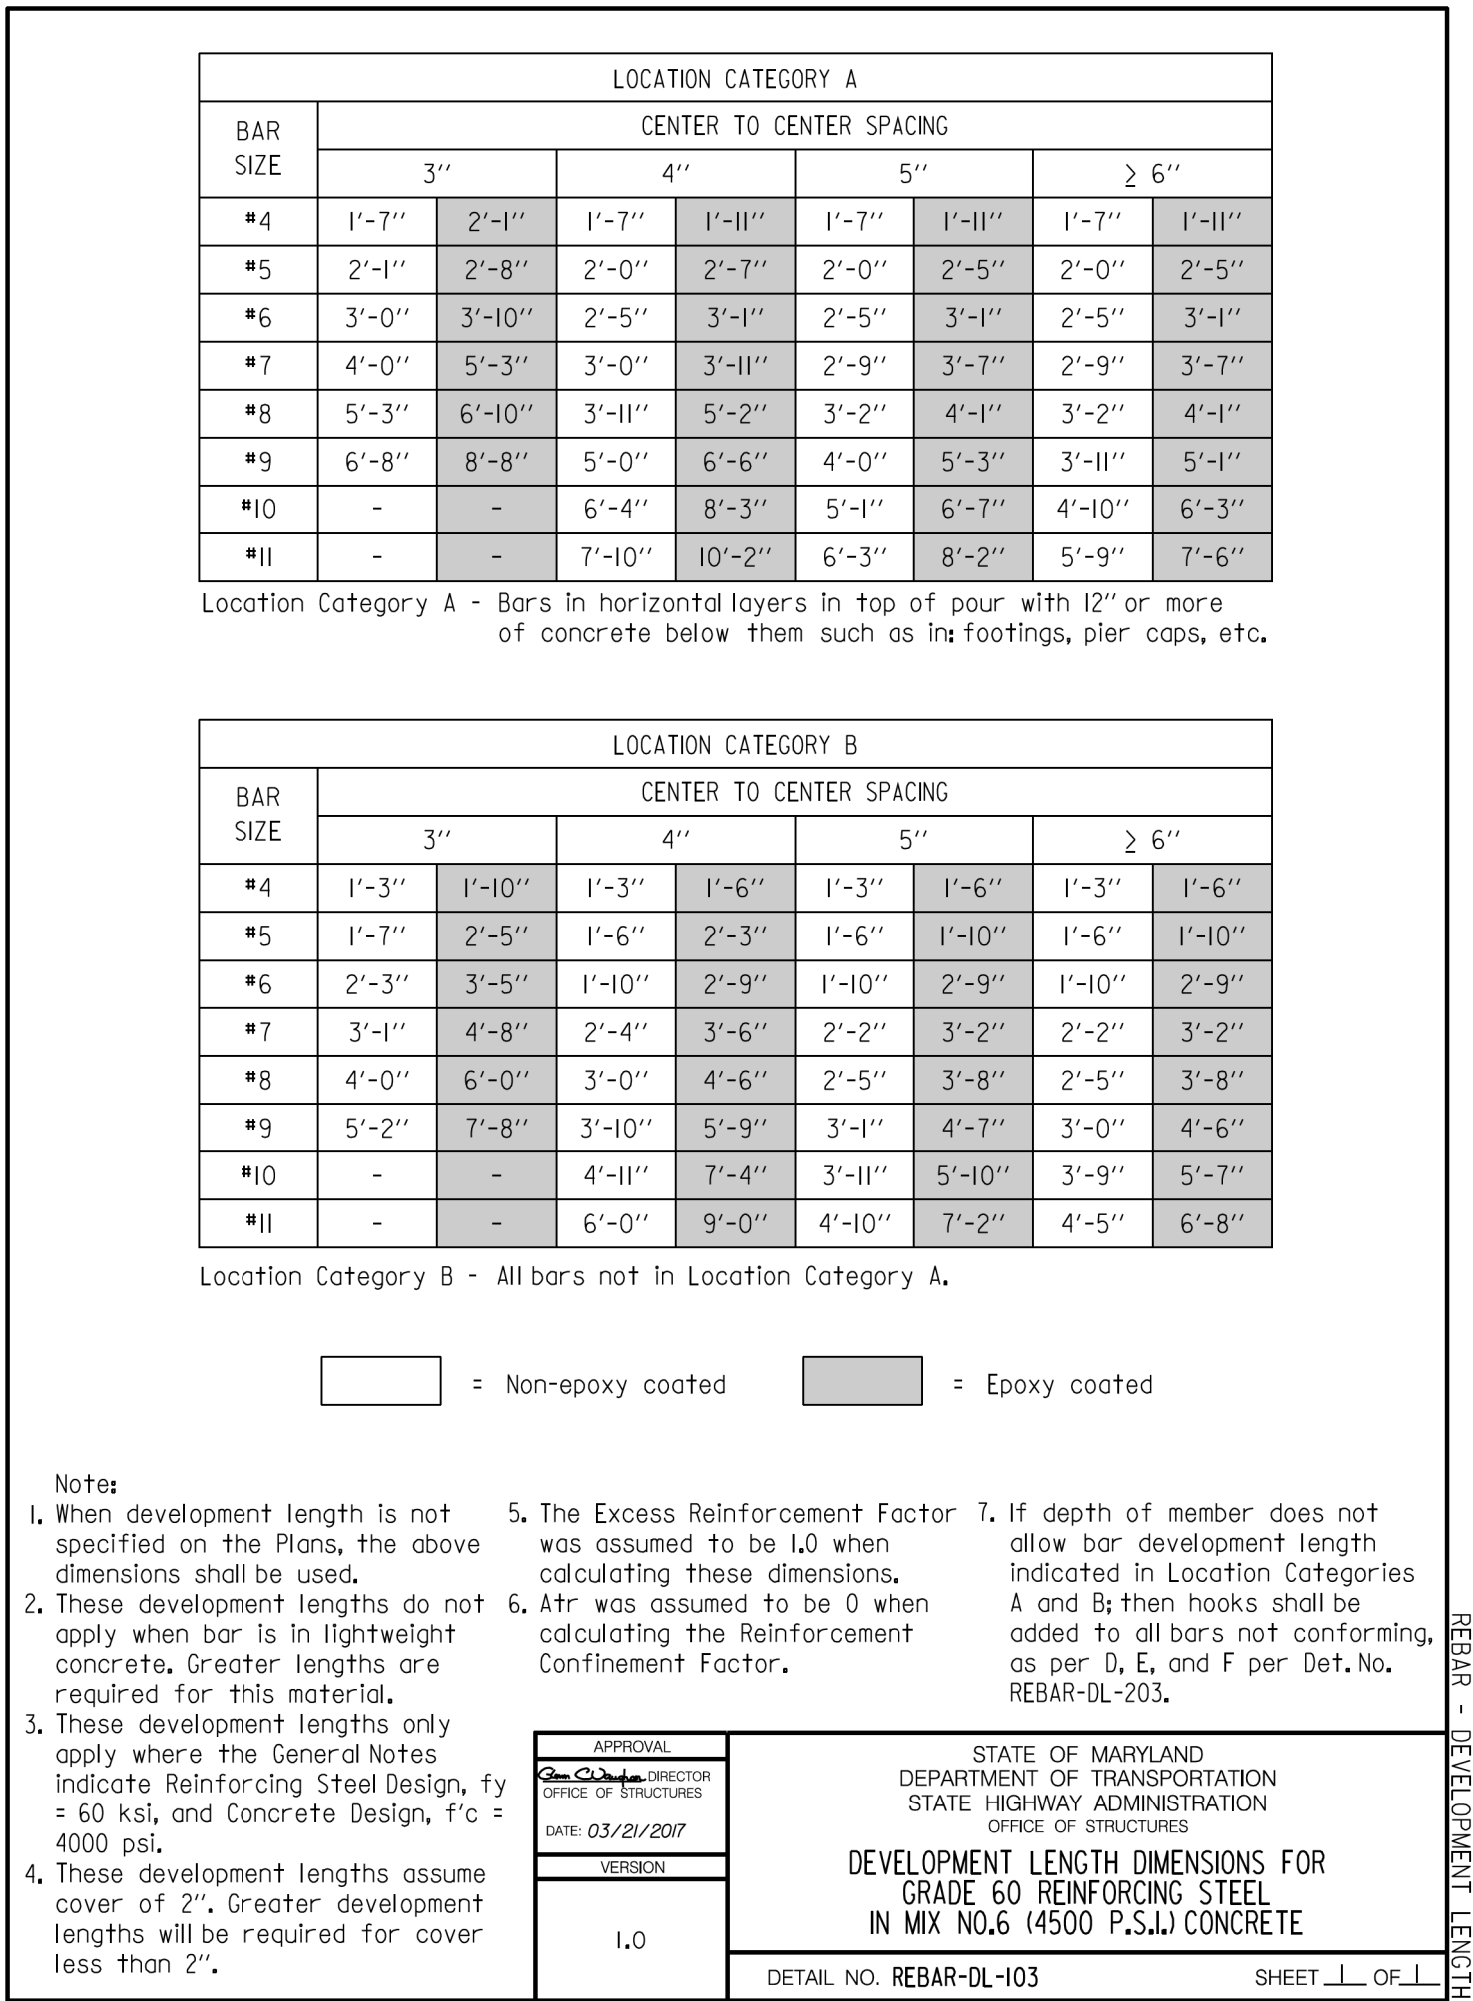 LOCATION CATEGORY A
BAR SIZE CENTER TO CENTER SPACING
3'' 4'' 5'' ≥ 6''
#4 1'-7'' 2'-1'' 1'-7'' 1'-11'' 1'-7'' 1'-11'' 1'-7'' 1'-11''
#5 2'-1'' 2'-8'' 2'-0'' 2'-7'' 2'-0'' 2'-5'' 2'-0'' 2'-5''
#6 3'-0'' 3'-10'' 2'-5'' 3'-1'' 2'-5'' 3'-1'' 2'-5'' 3'-1''
#7 4'-0'' 5'-3'' 3'-0'' 3'-11'' 2'-9'' 3'-7'' 2'-9'' 3'-7''
#8 5'-3'' 6'-10'' 3'-11'' 5'-2'' 3'-2'' 4'-1'' 3'-2'' 4'-1''
#9 6'-8'' 8'-8'' 5'-0'' 6'-6'' 4'-0'' 5'-3'' 3'-11'' 5'-1''
#10 - - 6'-4'' 8'-3'' 5'-1'' 6'-7'' 4'-10'' 6'-3''
#11 - - 7'-10'' 10'-2'' 6'-3'' 8'-2'' 5'-9'' 7'-6''
Location Category A - Bars in horizontal layers in top of pour with 12'' or more
of concrete below them such as in: footings, pier caps, etc.
LOCATION CATEGORY B
BAR SIZE CENTER TO CENTER SPACING
3'' 4'' 5'' ≥ 6''
#4 1'-3'' 1'-10'' 1'-3'' 1'-6'' 1'-3'' 1'-6'' 1'-3'' 1'-6''
#5 1'-7'' 2'-5'' 1'-6'' 2'-3'' 1'-6'' 1'-10'' 1'-6'' 1'-10''
#6 2'-3'' 3'-5'' 1'-10'' 2'-9'' 1'-10'' 2'-9'' 1'-10'' 2'-9''
#7 3'-1'' 4'-8'' 2'-4'' 3'-6'' 2'-2'' 3'-2'' 2'-2'' 3'-2''
#8 4'-0'' 6'-0'' 3'-0'' 4'-6'' 2'-5'' 3'-8'' 2'-5'' 3'-8''
#9 5'-2'' 7'-8'' 3'-10'' 5'-9'' 3'-1'' 4'-7'' 3'-0'' 4'-6''
#10 - - 4'-11'' 7'-4'' 3'-11'' 5'-10'' 3'-9'' 5'-7''
#11 - - 6'-0'' 9'-0'' 4'-10'' 7'-2'' 4'-5'' 6'-8''
Location Category B - All bars not in Location Category A.
= Non-epoxy coated = Epoxy coated
Note:
1. When development length is not
specified on the Plans, the above
dimensions shall be used.
2. These development lengths do not
apply when bar is in lightweight
concrete. Greater lengths are
required for this material.
3. These development lengths only
apply where the General Notes
indicate Reinforcing Steel Design, fy
= 60 ksi, and Concrete Design, f'c =
4000 psi.
4. These development lengths assume
cover of 2''. Greater development
lengths will be required for cover
less than 2''.
5. The Excess Reinforcement Factor
was assumed to be 1.0 when
calculating these dimensions.
6. Atr was assumed to be 0 when
calculating the Reinforcement
Confinement Factor.
7. If depth of member does not
allow bar development length
indicated in Location Categories
A and B; then hooks shall be
added to all bars not conforming,
as per D, E, and F per Det. No.
REBAR-DL-203.
APPROVAL
DIRECTOR
OFFICE OF STRUCTURES
DATE: 03/21/2017
VERSION
1.0
STATE OF MARYLAND
DEPARTMENT OF TRANSPORTATION
STATE HIGHWAY ADMINISTRATION
OFFICE OF STRUCTURES
DEVELOPMENT LENGTH DIMENSIONS FOR
GRADE 60 REINFORCING STEEL
IN MIX NO.6 (4500 P.S.I.) CONCRETE
DETAIL NO. REBAR-DL-103 SHEET 1 OF 1
REBAR - DEVELOPMENT LENGTH